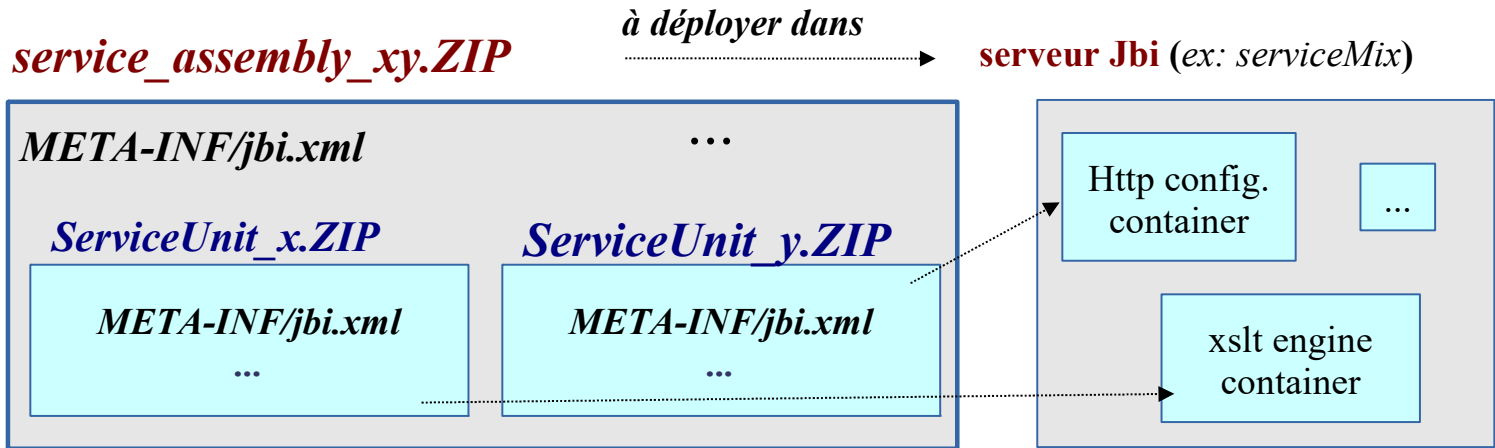 à déployer dans
service_assembly_xy.ZIP
serveur Jbi (ex: serviceMix)
META-INF/jbi.xml
...
ServiceUnit_x.ZIP
ServiceUnit_y.ZIP
META-INF/jbi.xml
...
META-INF/jbi.xml
...
Http config.
container
...
xslt engine
container